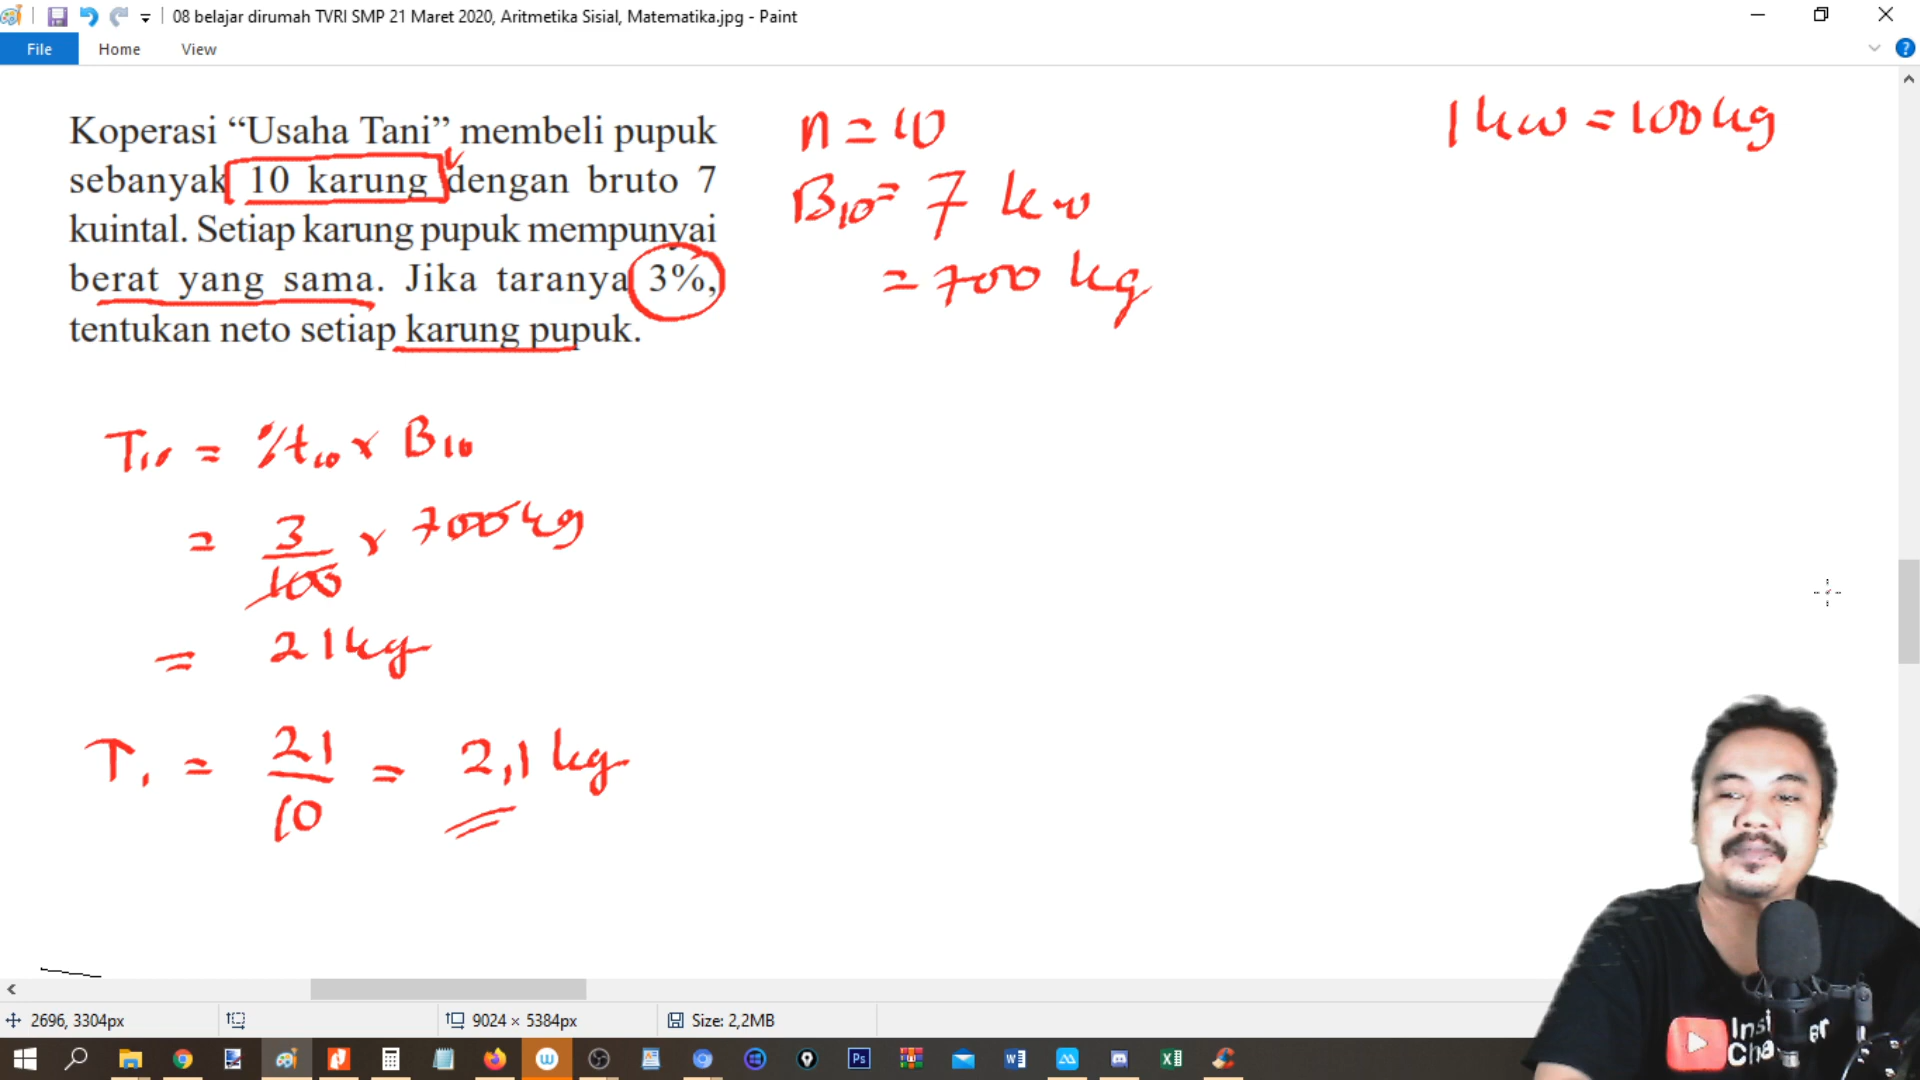 08 belajar dirumah TVRI SMP 21 Maret 2020, Aritmetika Sisial, Matematika.jpg - Paint
File Home View
Koperasi “Usaha Tani” membeli pupuk
sebanyak 10 karung dengan bruto 7
kuintal. Setiap karung pupuk mempunyai
berat yang sama. Jika taranya 3%,
tentukan neto setiap karung pupuk.
n = 10
B10 = 7 kw
= 700 kg
1 kw = 100 kg
T10 = %t10 x B10
= 3/100 x 700 kg
= 21 kg
T1 = 21/10 = 2,1 kg
2696, 3304px
9024 × 5384px
Size: 2,2MB